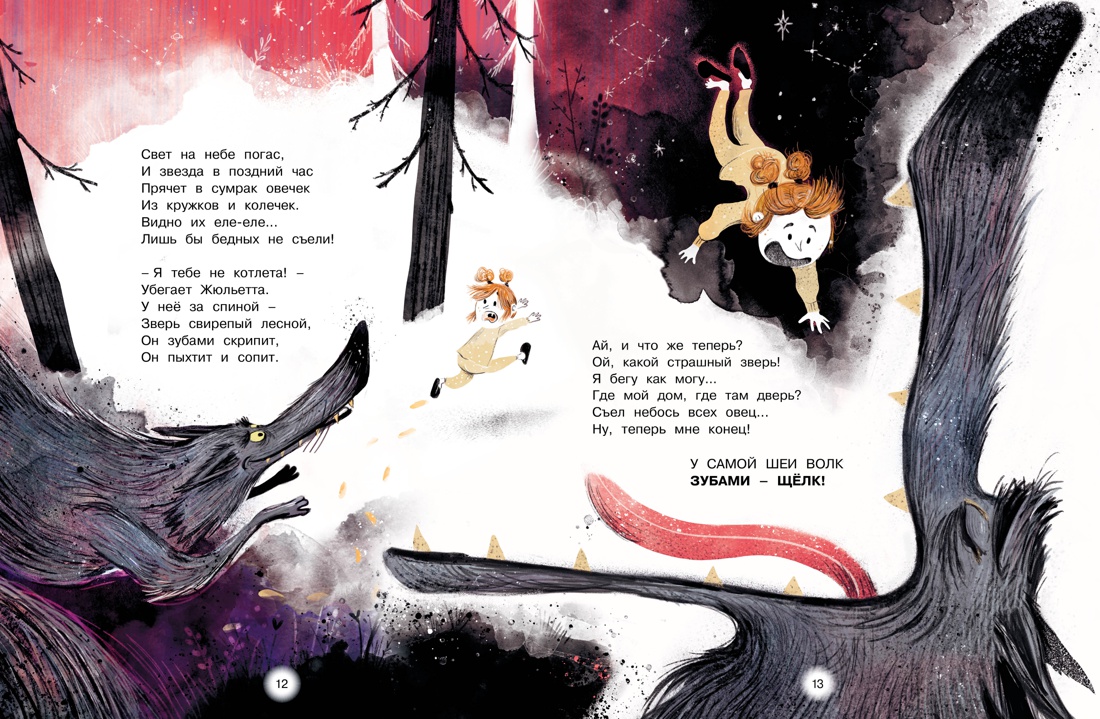 Свет на небе погас,
И звезда в поздний час
Прячет в сумрак овечек
Из кружков и колечек.
Видно их еле-еле...
Лишь бы бедных не съели!
– Я тебе не котлета! –
Убегает Жюльетта.
У неё за спиной –
Зверь свирепый лесной,
Он зубами скрипит,
Он пыхтит и сопит.
12
Ай, и что же теперь?
Ой, какой страшный зверь!
Я бегу как могу...
Где мой дом, где там дверь?
Съел небось всех овец...
Ну, теперь мне конец!
У САМОЙ ШЕИ ВОЛК
ЗУБАМИ – ЩЁЛК!
13